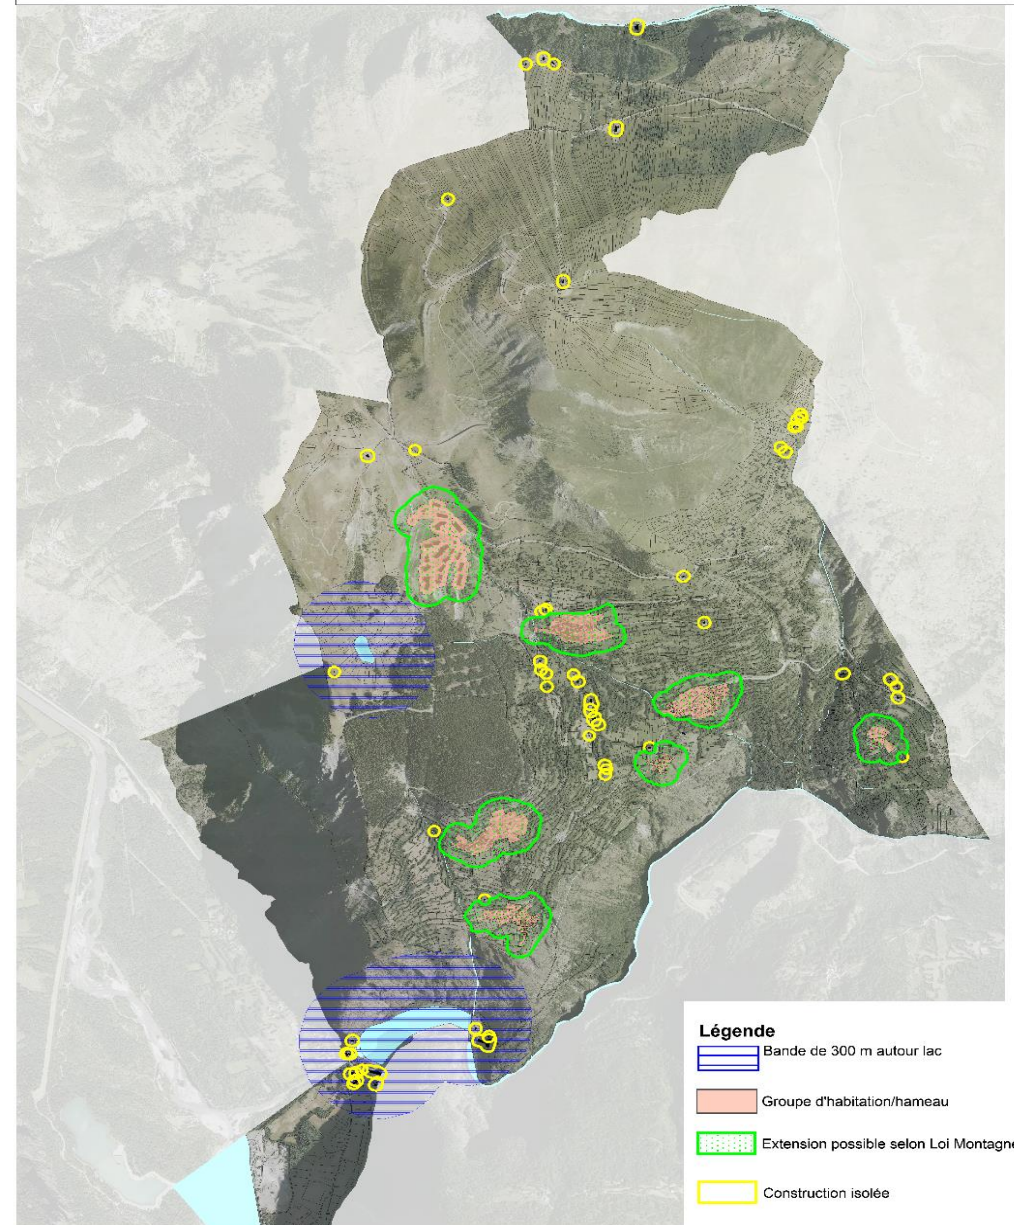 Légende
Bande de 300 m autour lac
Groupe d'habitation/hameau
Extension possible selon Loi Montagne
Construction isolée